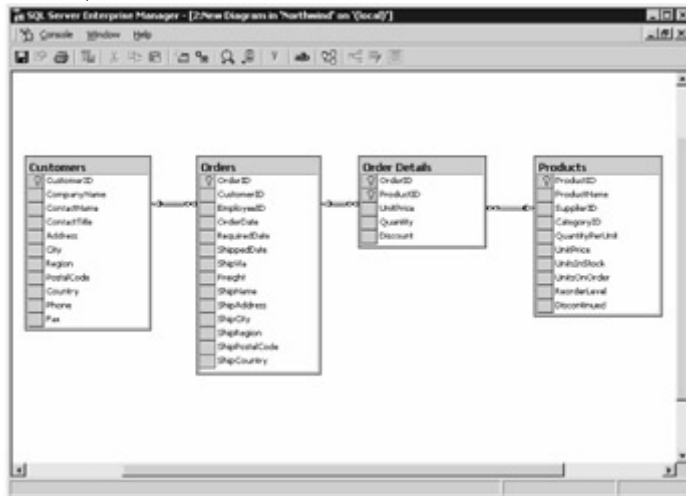 SQL Server Enterprise Manager - [2:New Diagram in 'Northwind' on '(local)']
Console Window Help
Customers
CustomerID
CompanyName
ContactName
ContactTitle
Address
City
Region
PostalCode
Country
Phone
Fax
Orders
OrderID
CustomerID
EmployeeID
OrderDate
RequiredDate
ShippedDate
ShipVia
Freight
ShipName
ShipAddress
ShipCity
ShipRegion
ShipPostalCode
ShipCountry
Order Details
OrderID
ProductID
UnitPrice
Quantity
Discount
Products
ProductID
ProductName
SupplierID
CategoryID
QuantityPerUnit
UnitPrice
UnitsInStock
UnitsOnOrder
ReorderLevel
Discontinued